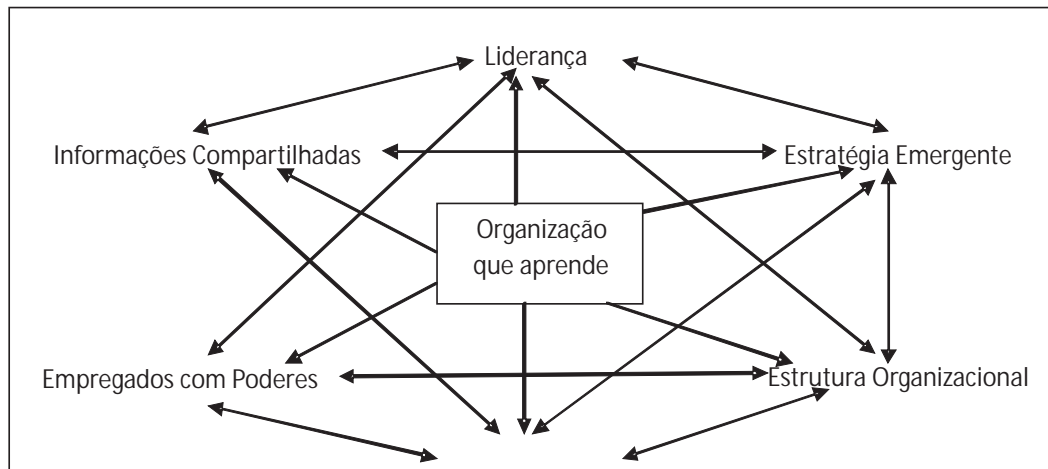 Liderança
Informações Compartilhadas
Estratégia Emergente
Organização
que aprende
Empregados com Poderes
Estrutura Organizacional